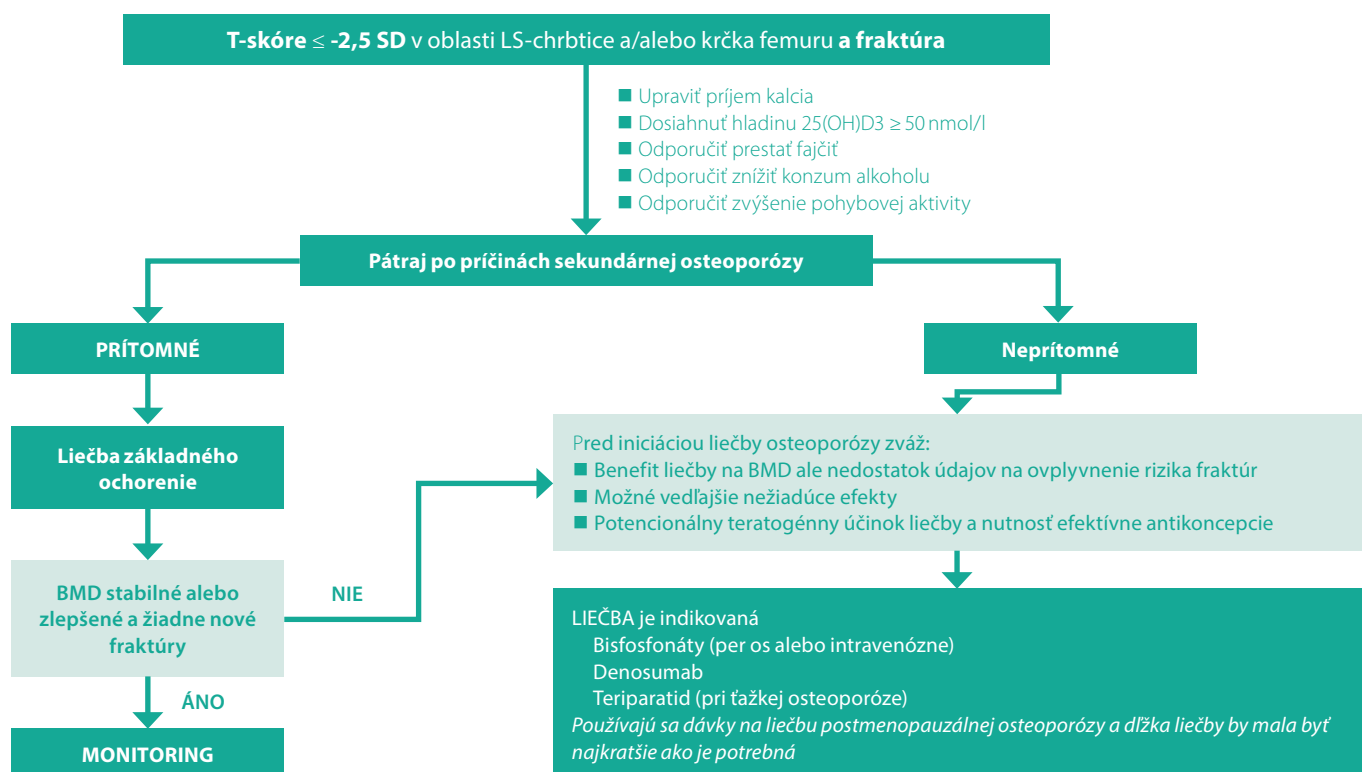 T-skóre ≤ -2,5 SD v oblasti LS-chrbtice a/alebo krčka femuru a fraktúra
■ Upraviť príjem kalcia
■ Dosiahnuť hladinu 25(OH)D3 ≥ 50 nmol/l
■ Odporučiť prestať fajčiť
■ Odporučiť znížiť konzum alkoholu
■ Odporučiť zvýšenie pohybovej aktivity
Pátraj po príčinách sekundárnej osteoporózy
PRÍTOMNÉ
Neprítomné
Liečba základného
ochorenie
Pred iniciáciou liečby osteoporózy zváž:
■ Benefit liečby na BMD ale nedostatok údajov na ovplyvnenie rizika fraktúr
■ Možné vedľajšie nežiadúce efekty
■ Potencionálny teratogénny účinok liečby a nutnosť efektívne antikoncepcie
BMD stabilné alebo
zlepšené a žiadne nové
fraktúry
NIE
ÁNO
MONITORING
LIEČBA je indikovaná
Bisfosfonáty (per os alebo intravenózne)
Denosumab
Teriparatid (pri ťažkej osteoporóze)
Používajú sa dávky na liečbu postmenopauzálnej osteoporózy a dľžka liečby by mala byť
najkratšie ako je potrebná